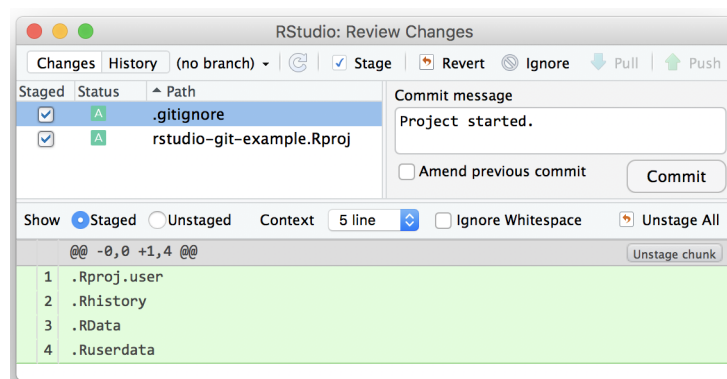 RStudio: Review Changes
Changes History (no branch) Stage Revert Ignore Pull Push
Staged Status Path
A .gitignore
A rstudio-git-example.Rproj
Commit message
Project started.
Amend previous commit Commit
Show Staged Unstaged Context 5 line Ignore Whitespace Unstage All
@@ -0,0 +1,4 @@ Unstage chunk
1 .Rproj.user
2 .Rhistory
3 .RData
4 .Ruserdata